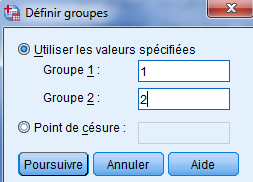 Définir groupes
Utiliser les valeurs spécifiées
Groupe 1 : 1
Groupe 2 : 2
Point de césure :
Poursuivre Annuler Aide